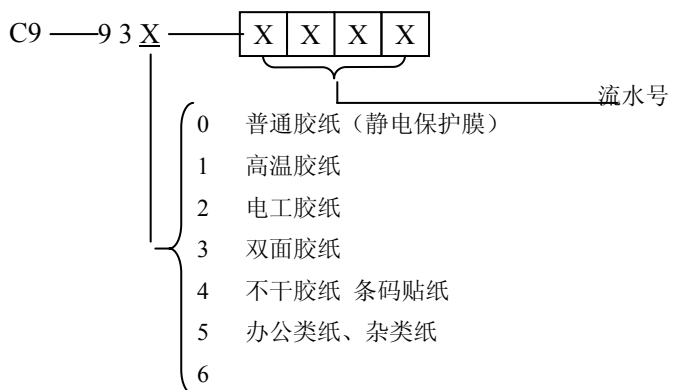 C9 — 9 3 X — X X X X
流水号
0 普通胶纸（静电保护膜）
1 高温胶纸
2 电工胶纸
3 双面胶纸
4 不干胶纸 条码贴纸
5 办公类纸、杂类纸
6